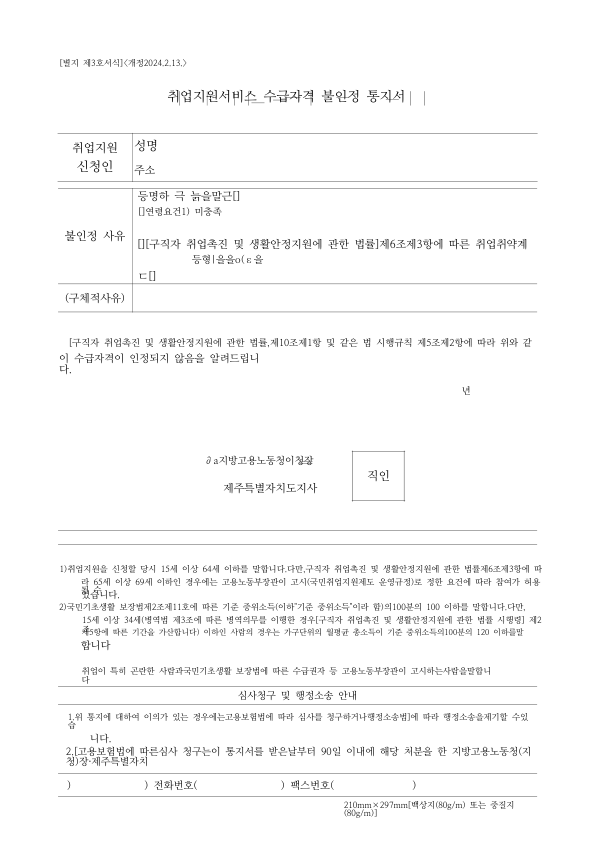 [별지 제3호서식]<개정2024.2.13.>
취업지원서비스 수급자격 불인정 통지서
취업지원
신청인
성명
주소
불인정 사유
등명하 극 늙을말근[]
[]연령요건1) 미충족
[][구직자 취업촉진 및 생활안정지원에 관한 법률]제6조제3항에 따른 취업취약계
등형|을을o(ε을
ㄷ[]
(구체적사유)
[구직자 취업촉진 및 생활안정지원에 관한 법률,제10조제1항 및 같은 법 시행규칙 제5조제2항에 따라 위와 같
이 수급자격이 인정되지 않음을 알려드립니
다.
년
∂a지방고용노동청이청장
제주특별자치도지사
직인
1)취업지원을 신청할 당시 15세 이상 64세 이하를 말합니다.다만,구직자 취업촉진 및 생활안정지원에 관한 법률제6조제3항에 따
라 65세 이상 69세 이하인 경우에는 고용노동부장관이 고시(국민취업지원제도 운영규정)로 정한 요건에 따라 참여가 허용
될 수
있습니다.
2)국민기초생활 보장법제2조제11호에 따른 기준 중위소득(이하"기준 중위소득"이라 함)의100분의 100 이하를 말합니다.다만,
15세 이상 34세(병역법 제3조에 따른 병역의무를 이행한 경우[구직자 취업촉진 및 생활안정지원에 관한 법률 시행령] 제2
조
제5항에 따른 기간을 가산합니다) 이하인 사람의 경우는 가구단위의 월평균 총소득이 기준 중위소득의100분의 120 이하를말
합니다
취업이 특히 곤란한 사람과국민기초생활 보장법에 따른 수급권자 등 고용노동부장관이 고시하는사람을말합니
다
심사청구 및 행정소송 안내
1.위 통지에 대하여 이의가 있는 경우에는고용보험법에 따라 심사를 청구하거나행정소송법]에 따라 행정소송을제기할 수있
습
니다.
2.[고용보험법에 따른심사 청구는이 통지서를 받은날부터 90일 이내에 해당 처분을 한 지방고용노동청(지
청)장·제주특별자치
) ) 전화번호( ) 팩스번호( )
210mm×297mm[백상지(80g/m) 또는 중질지
(80g/m)]